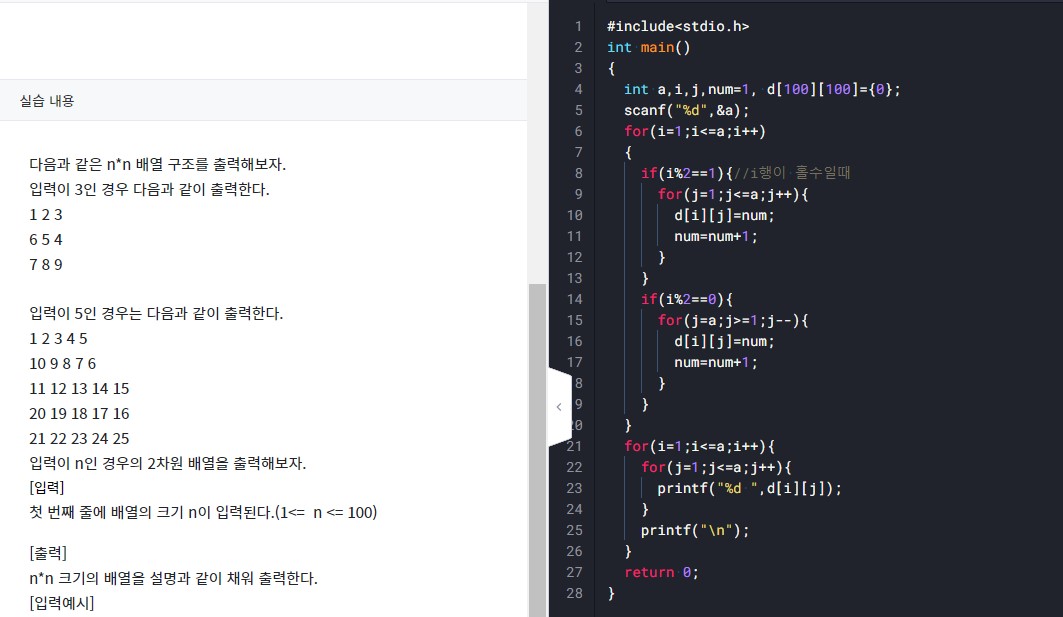 실습 내용
다음과 같은 n*n 배열 구조를 출력해보자.
입력이 3인 경우 다음과 같이 출력한다.
1 2 3
6 5 4
7 8 9
입력이 5인 경우는 다음과 같이 출력한다.
1 2 3 4 5
10 9 8 7 6
11 12 13 14 15
20 19 18 17 16
21 22 23 24 25
입력이 n인 경우의 2차원 배열을 출력해보자.
[입력]
첫 번째 줄에 배열의 크기 n이 입력된다.(1<=  n <= 100)
[출력]
n*n 크기의 배열을 설명과 같이 채워 출력한다.
[입력예시]
1 #include<stdio.h>
2 int main()
3 {
4   int a,i,j,num=1, d[100][100]={0};
5   scanf("%d",&a);
6   for(i=1;i<=a;i++)
7   {
8     if(i%2==1){//i행이 홀수일때
9       for(j=1;j<=a;j++){
10         d[i][j]=num;
11         num=num+1;
12       }
13     }
14     if(i%2==0){
15       for(j=a;j>=1;j--){
16         d[i][j]=num;
17         num=num+1;
8       }
9     }
20   }
21   for(i=1;i<=a;i++){
22     for(j=1;j<=a;j++){
23       printf("%d ",d[i][j]);
24     }
25     printf("\n");
26   }
27   return 0;
28 }